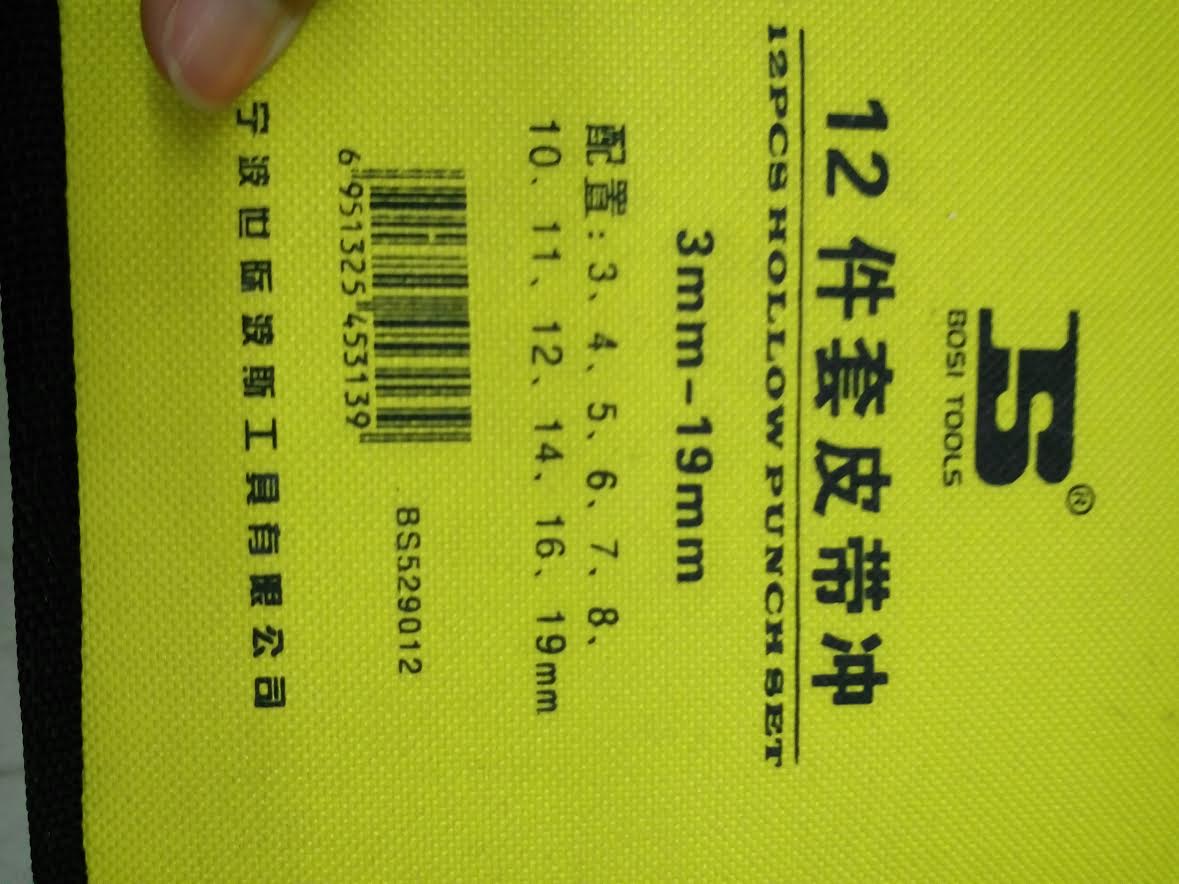 BS®
BOSI TOOLS
12件套皮带冲
12PCS HOLLOW PUNCH SET
3mm-19mm
配置:3、4、5、6、7、8、
10、11、12、14、16、19mm
6 951325 453139
BS529012
宁波世际波斯工具有限公司